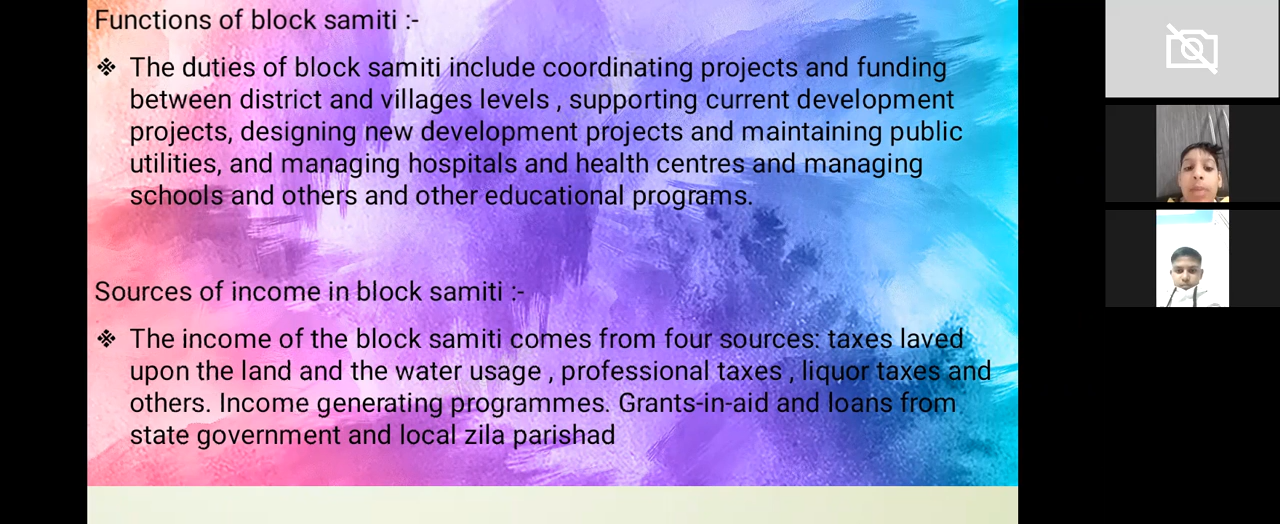 Functions of block samiti :-
❖ The duties of block samiti include coordinating projects and funding
between district and villages levels , supporting current development
projects, designing new development projects and maintaining public
utilities, and managing hospitals and health centres and managing
schools and others and other educational programs.
Sources of income in block samiti :-
❖ The income of the block samiti comes from four sources: taxes laved
upon the land and the water usage , professional taxes , liquor taxes and
others. Income generating programmes. Grants-in-aid and loans from
state government and local zila parishad